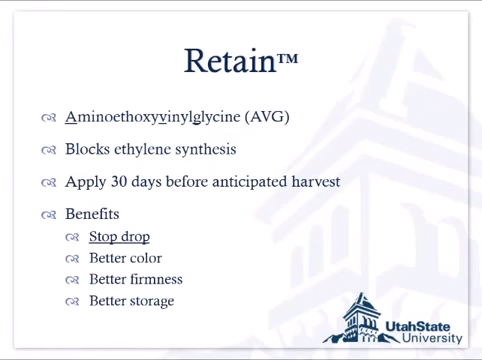 Retain™
Aminoethoxyvinylglycine (AVG)
Blocks ethylene synthesis
Apply 30 days before anticipated harvest
Benefits
Stop drop
Better color
Better firmness
Better storage
UtahState
University